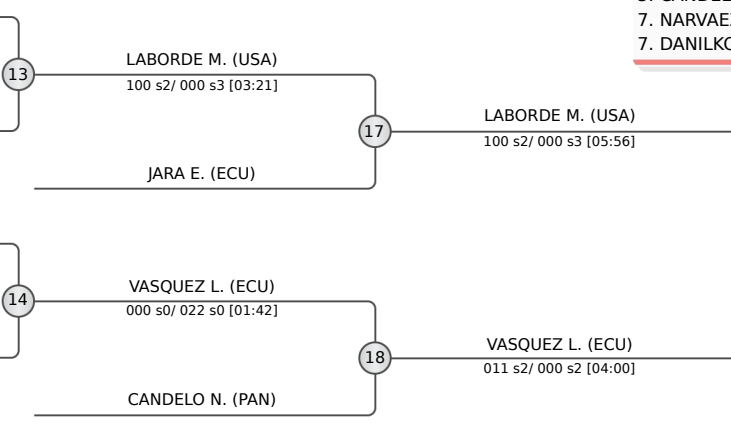 7. NARVAEZ
7. DANILKO
13
LABORDE M. (USA)
100 s2/ 000 s3 [03:21]
17
LABORDE M. (USA)
100 s2/ 000 s3 [05:56]
JARA E. (ECU)
14
VASQUEZ L. (ECU)
000 s0/ 022 s0 [01:42]
18
VASQUEZ L. (ECU)
011 s2/ 000 s2 [04:00]
CANDELO N. (PAN)